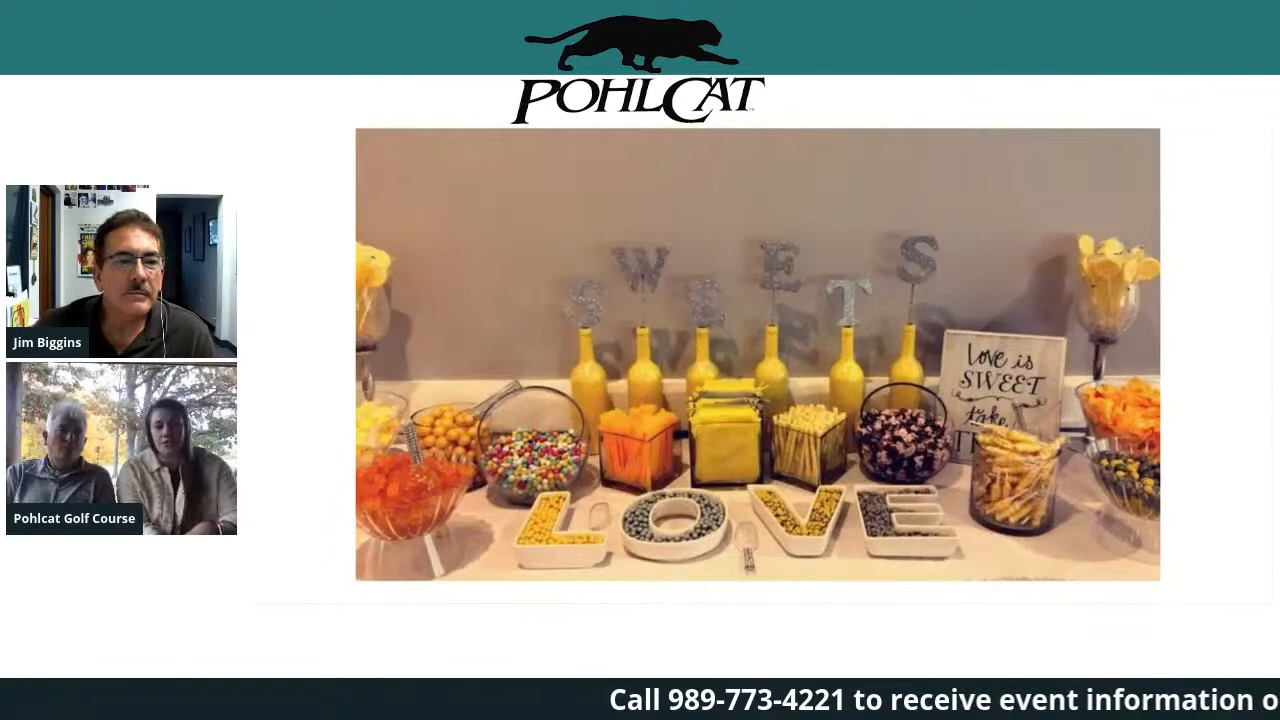 POHLCAT
SWEETS
love is
SWEET
take
LOVE
Jim Biggins
Pohlcat Golf Course
Call 989-773-4221 to receive event information o